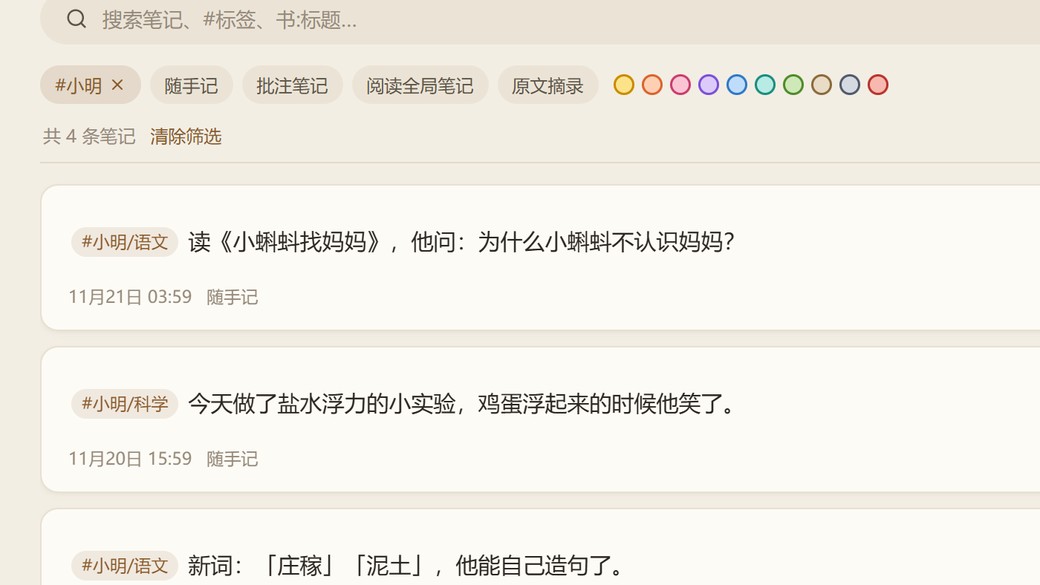 搜索笔记、#标签、书:标题...
#小明 × 随手记 批注笔记 阅读全局笔记 原文摘录
共 4 条笔记 清除筛选
#小明/语文 读《小蝌蚪找妈妈》，他问：为什么小蝌蚪不认识妈妈？
11月21日 03:59 随手记
#小明/科学 今天做了盐水浮力的小实验，鸡蛋浮起来的时候他笑了。
11月20日 15:59 随手记
#小明/语文 新词：「庄稼」「泥土」，他能自己造句了。